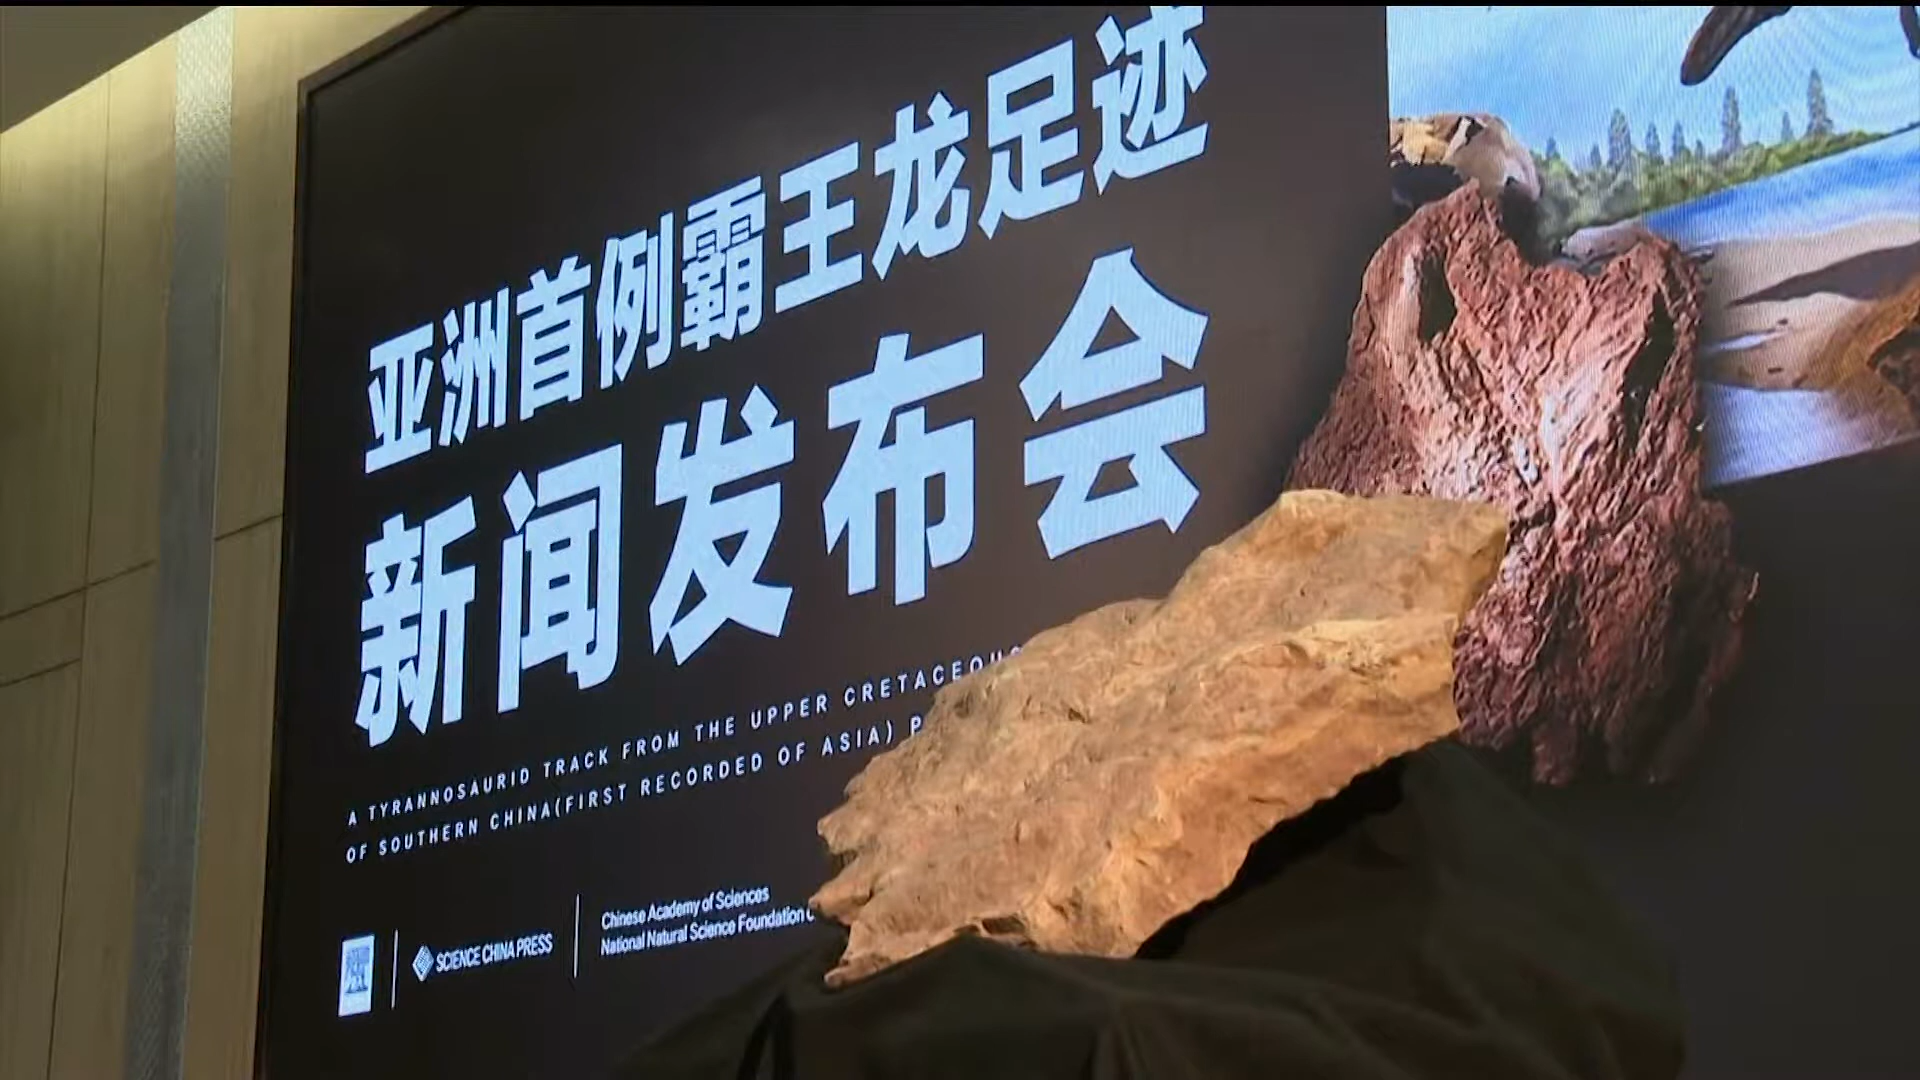 亚洲首例霸王龙足迹
新闻发布会
A TYRANNOSAURID TRACK FROM THE UPPER CRETACEOUS
OF SOUTHERN CHINA(FIRST RECORDED OF ASIA)
SCIENCE CHINA PRESS
Chinese Academy of Sciences
National Natural Science Foundation